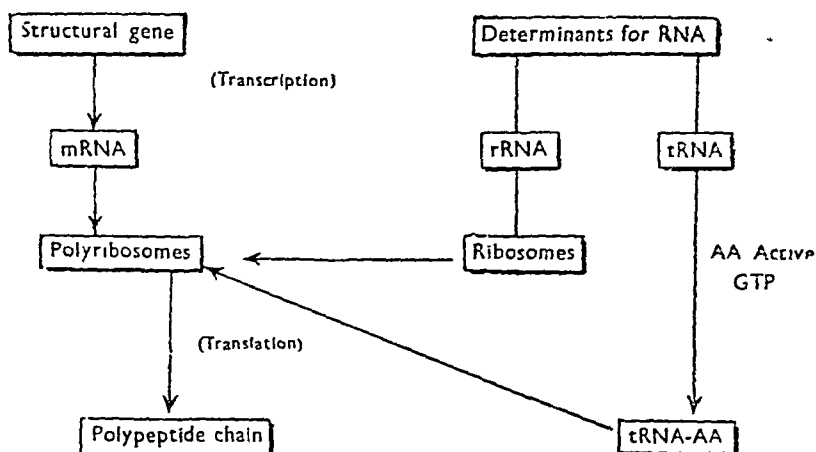 Structural gene
Determinants for RNA
(Transcription)
mRNA
rRNA
tRNA
Polyribosomes
Ribosomes
AA Active
GTP
(Translation)
Polypeptide chain
tRNA-AA